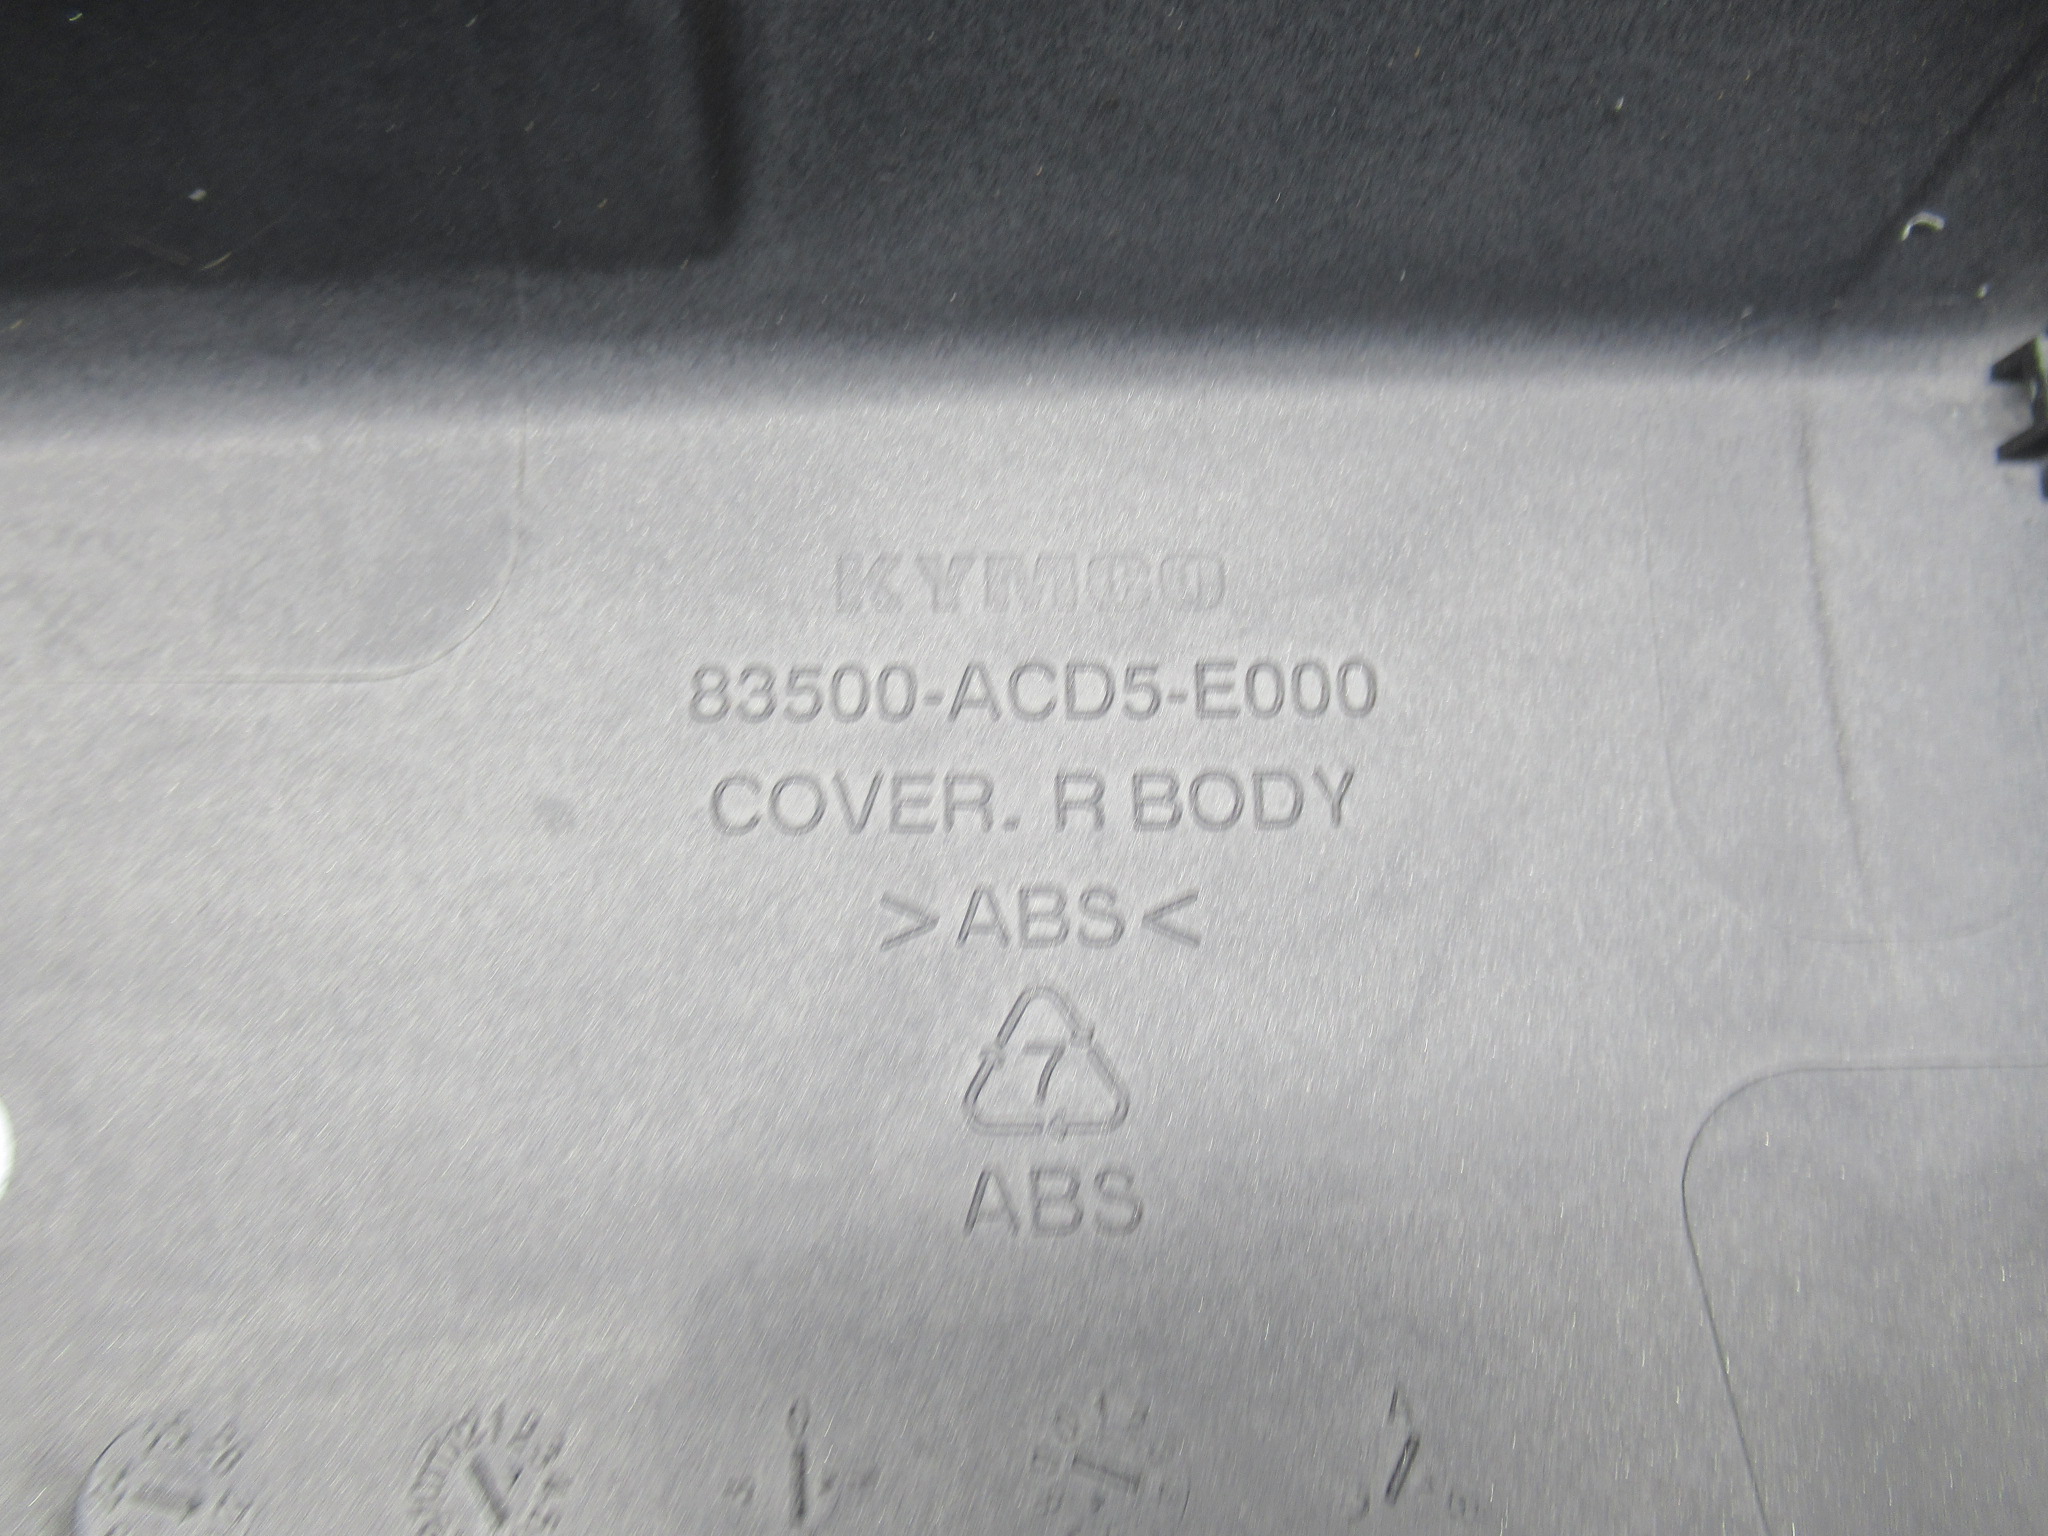 KYMCO
83500-ACD5-E000
COVER. R BODY
>ABS<
7
ABS